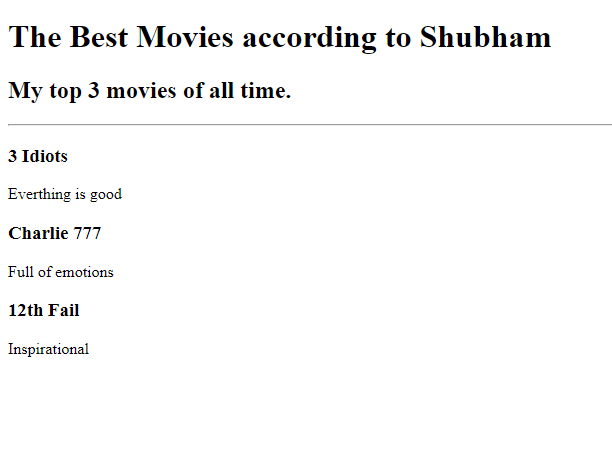 The Best Movies according to Shubham
My top 3 movies of all time.
3 Idiots
Everthing is good
Charlie 777
Full of emotions
12th Fail
Inspirational